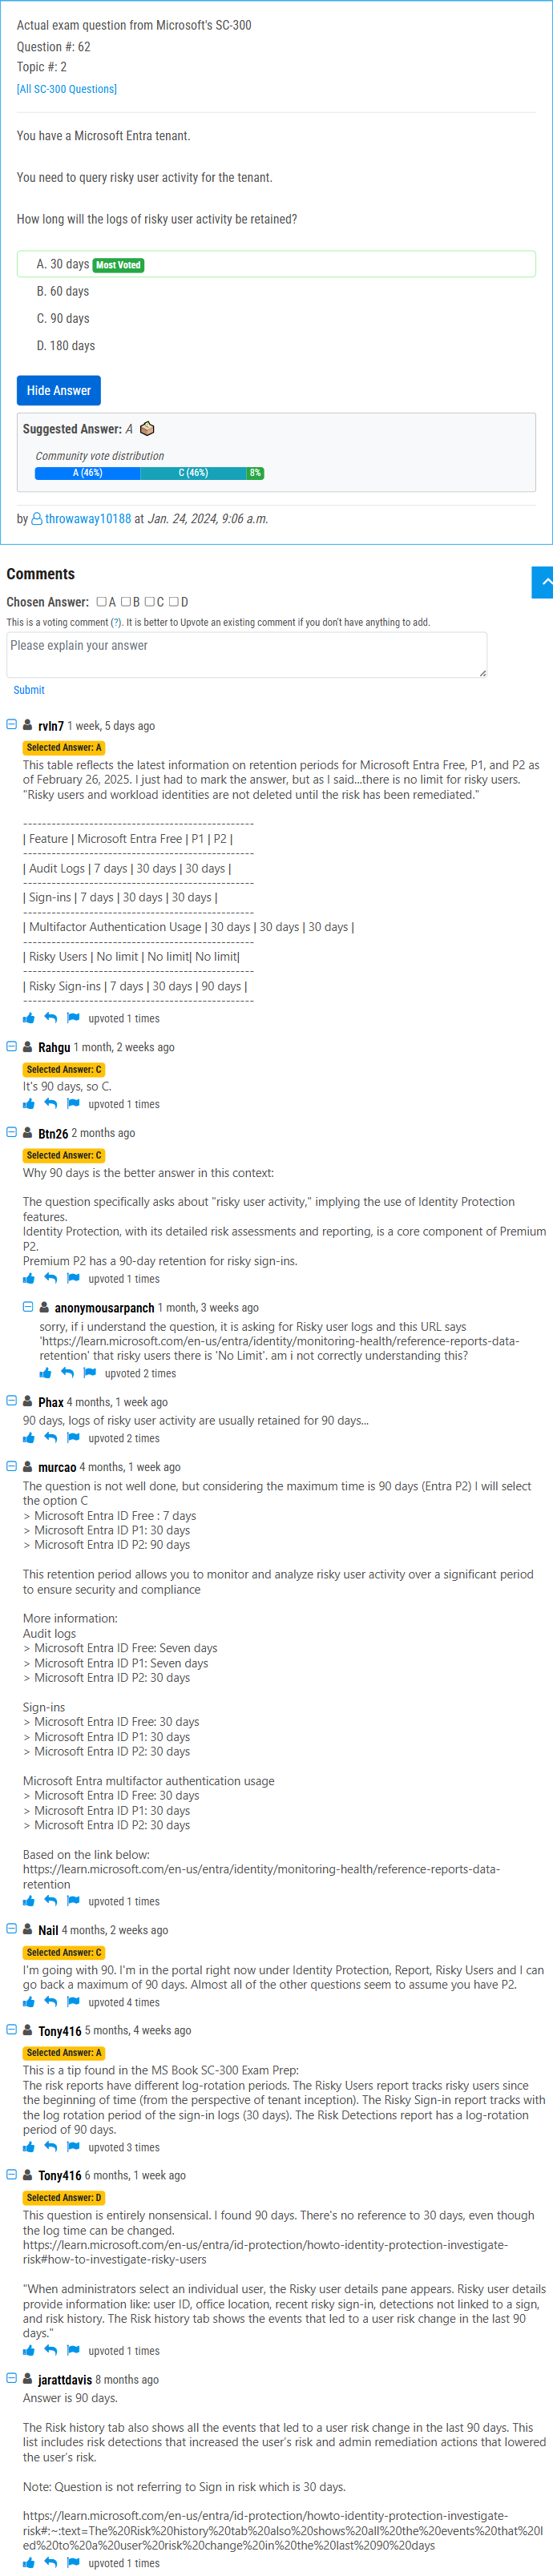 Actual exam question from Microsoft's SC-300
Question #: 62
Topic #: 2
[All SC-300 Questions]
You have a Microsoft Entra tenant.
You need to query risky user activity for the tenant.
How long will the logs of risky user activity be retained?
A. 30 days Most Voted
B. 60 days
C. 90 days
D. 180 days
Hide Answer
Suggested Answer: A
Community vote distribution
A (46%) C (46%) 8%
by throwaway10188 at Jan. 24, 2024, 9:06 a.m.
Comments
Chosen Answer: A B C D
This is a voting comment (?). It is better to Upvote an existing comment if you don't have anything to add.
Please explain your answer
Submit
rvln7 1 week, 5 days ago
Selected Answer: A
This table reflects the latest information on retention periods for Microsoft Entra Free, P1, and P2 as
of February 26, 2025. I just had to mark the answer, but as I said...there is no limit for risky users.
"Risky users and workload identities are not deleted until the risk has been remediated."
------------------------------------------------
| Feature | Microsoft Entra Free | P1 | P2 |
------------------------------------------------
| Audit Logs | 7 days | 30 days | 30 days |
------------------------------------------------
| Sign-ins | 7 days | 30 days | 30 days |
------------------------------------------------
| Multifactor Authentication Usage | 30 days | 30 days | 30 days |
------------------------------------------------
| Risky Users | No limit | No limit| No limit|
------------------------------------------------
| Risky Sign-ins | 7 days | 30 days | 90 days |
------------------------------------------------
upvoted 1 times
Rahgu 1 month, 2 weeks ago
Selected Answer: C
It's 90 days, so C.
upvoted 1 times
Btn26 2 months ago
Selected Answer: C
Why 90 days is the better answer in this context:
The question specifically asks about "risky user activity," implying the use of Identity Protection
features.
Identity Protection, with its detailed risk assessments and reporting, is a core component of Premium
P2.
Premium P2 has a 90-day retention for risky sign-ins.
upvoted 1 times
anonymousarpanch 1 month, 3 weeks ago
sorry, if i understand the question, it is asking for Risky user logs and this URL says
'https://learn.microsoft.com/en-us/entra/identity/monitoring-health/reference-reports-data-
retention' that risky users there is 'No Limit'. am i not correctly understanding this?
upvoted 2 times
Phax 4 months, 1 week ago
90 days, logs of risky user activity are usually retained for 90 days...
upvoted 2 times
murcao 4 months, 1 week ago
The question is not well done, but considering the maximum time is 90 days (Entra P2) I will select
the option C
> Microsoft Entra ID Free : 7 days
> Microsoft Entra ID P1: 30 days
> Microsoft Entra ID P2: 90 days
This retention period allows you to monitor and analyze risky user activity over a significant period
to ensure security and compliance
More information:
Audit logs
> Microsoft Entra ID Free: Seven days
> Microsoft Entra ID P1: Seven days
> Microsoft Entra ID P2: 30 days
Sign-ins
> Microsoft Entra ID Free: 30 days
> Microsoft Entra ID P1: 30 days
> Microsoft Entra ID P2: 30 days
Microsoft Entra multifactor authentication usage
> Microsoft Entra ID Free: 30 days
> Microsoft Entra ID P1: 30 days
> Microsoft Entra ID P2: 30 days
Based on the link below:
https://learn.microsoft.com/en-us/entra/identity/monitoring-health/reference-reports-data-
retention
upvoted 1 times
Nail 4 months, 2 weeks ago
Selected Answer: C
I'm going with 90. I'm in the portal right now under Identity Protection, Report, Risky Users and I can
go back a maximum of 90 days. Almost all of the other questions seem to assume you have P2.
upvoted 4 times
Tony416 5 months, 4 weeks ago
Selected Answer: A
This is a tip found in the MS Book SC-300 Exam Prep:
The risk reports have different log-rotation periods. The Risky Users report tracks risky users since
the beginning of time (from the perspective of tenant inception). The Risky Sign-in report tracks with
the log rotation period of the sign-in logs (30 days). The Risk Detections report has a log-rotation
period of 90 days.
upvoted 3 times
Tony416 6 months, 1 week ago
Selected Answer: D
This question is entirely nonsensical. I found 90 days. There's no reference to 30 days, even though
the log time can be changed.
https://learn.microsoft.com/en-us/entra/id-protection/howto-identity-protection-investigate-
risk#how-to-investigate-risky-users
"When administrators select an individual user, the Risky user details pane appears. Risky user details
provide information like: user ID, office location, recent risky sign-in, detections not linked to a sign,
and risk history. The Risk history tab shows the events that led to a user risk change in the last 90
days."
upvoted 1 times
jarattdavis 8 months ago
Answer is 90 days.
The Risk history tab also shows all the events that led to a user risk change in the last 90 days. This
list includes risk detections that increased the user's risk and admin remediation actions that lowered
the user's risk.
Note: Question is not referring to Sign in risk which is 30 days.
https://learn.microsoft.com/en-us/entra/id-protection/howto-identity-protection-investigate-
risk#:~:text=The%20Risk%20history%20tab%20also%20shows%20all%20the%20events%20that%20l
ed%20to%20a%20user%20risk%20change%20in%20the%20last%2090%20days
upvoted 1 times